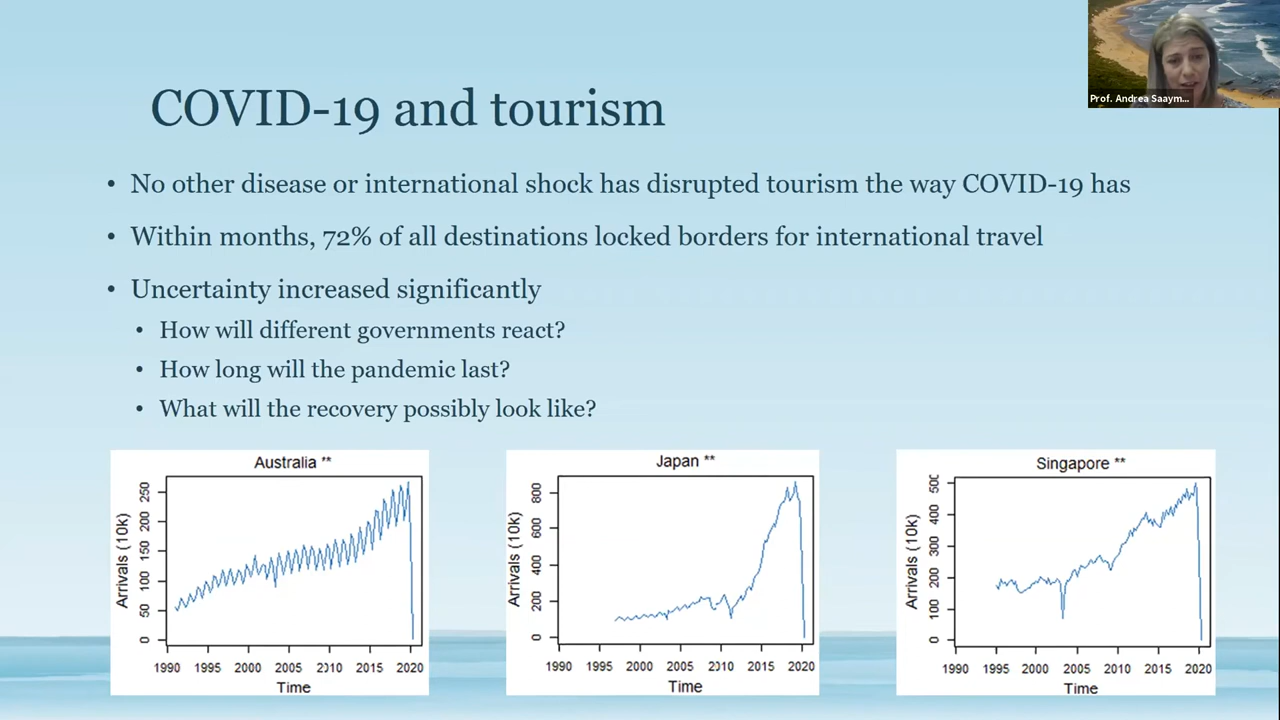 Prof. Andrea Saaym...
COVID-19 and tourism
• No other disease or international shock has disrupted tourism the way COVID-19 has
• Within months, 72% of all destinations locked borders for international travel
• Uncertainty increased significantly
• How will different governments react?
• How long will the pandemic last?
• What will the recovery possibly look like?
Australia **
Arrivals (10k)
250
200
150
100
50
0
1990 1995 2000 2005 2010 2015 2020
Time
Japan **
Arrivals (10k)
800
600
400
200
0
1990 1995 2000 2005 2010 2015 2020
Time
Singapore **
Arrivals (10k)
500
400
300
200
100
0
1990 1995 2000 2005 2010 2015 2020
Time